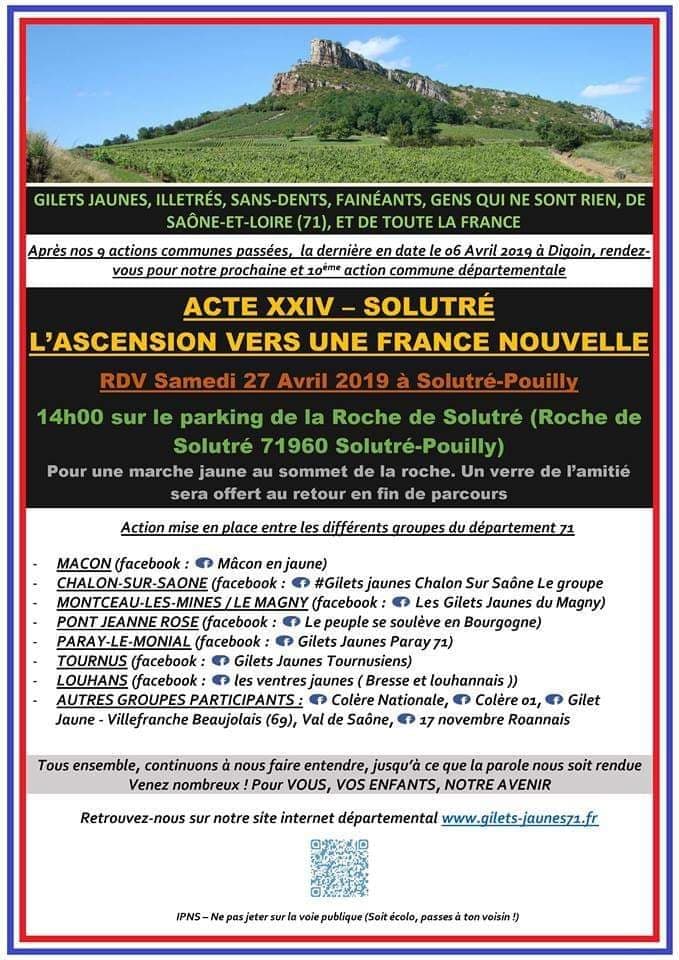 GILETS JAUNES, ILLETRÉS, SANS-DENTS, FAINÉANTS, GENS QUI NE SONT RIEN, DE
SAÔNE-ET-LOIRE (71), ET DE TOUTE LA FRANCE
Après nos 9 actions communes passées, la dernière en date le 06 Avril 2019 à Digoin, rendez-
vous pour notre prochaine et 10ème action commune départementale
ACTE XXIV – SOLUTRÉ
L'ASCENSION VERS UNE FRANCE NOUVELLE
RDV Samedi 27 Avril 2019 à Solutré-Pouilly
14h00 sur le parking de la Roche de Solutré (Roche de
Solutré 71960 Solutré-Pouilly)
Pour une marche jaune au sommet de la roche. Un verre de l'amitié
sera offert au retour en fin de parcours
Action mise en place entre les différents groupes du département 71
- MACON (facebook : Mâcon en jaune)
- CHALON-SUR-SAONE (facebook : #Gilets jaunes Chalon Sur Saône Le groupe
- MONTCEAU-LES-MINES / LE MAGNY (facebook : Les Gilets Jaunes du Magny)
- PONT JEANNE ROSE (facebook : Le peuple se soulève en Bourgogne)
- PARAY-LE-MONIAL (facebook : Gilets Jaunes Paray 71)
- TOURNUS (facebook : Gilets Jaunes Tournusiens)
- LOUHANS (facebook : les ventres jaunes ( Bresse et louhannais ))
- AUTRES GROUPES PARTICIPANTS : Colère Nationale, Colère 01, Gilet
Jaune - Villefranche Beaujolais (69), Val de Saône, 17 novembre Roannais
Tous ensemble, continuons à nous faire entendre, jusqu'à ce que la parole nous soit rendue
Venez nombreux ! Pour VOUS, VOS ENFANTS, NOTRE AVENIR
Retrouvez-nous sur notre site internet départemental www.gilets-jaunes71.fr
IPNS – Ne pas jeter sur la voie publique (Soit écolo, passes à ton voisin !)